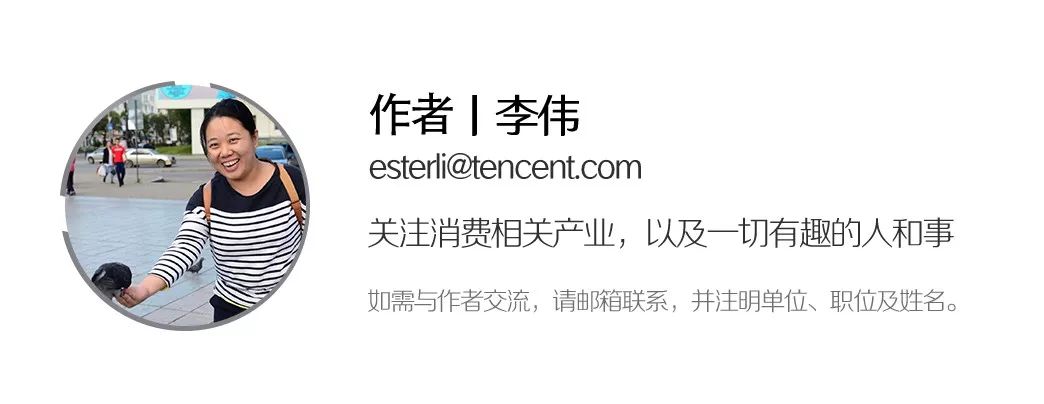 作者丨李伟
esterli@tencent.com
关注消费相关产业，以及一切有趣的人和事
如需与作者交流，请邮箱联系，并注明单位、职位及姓名。